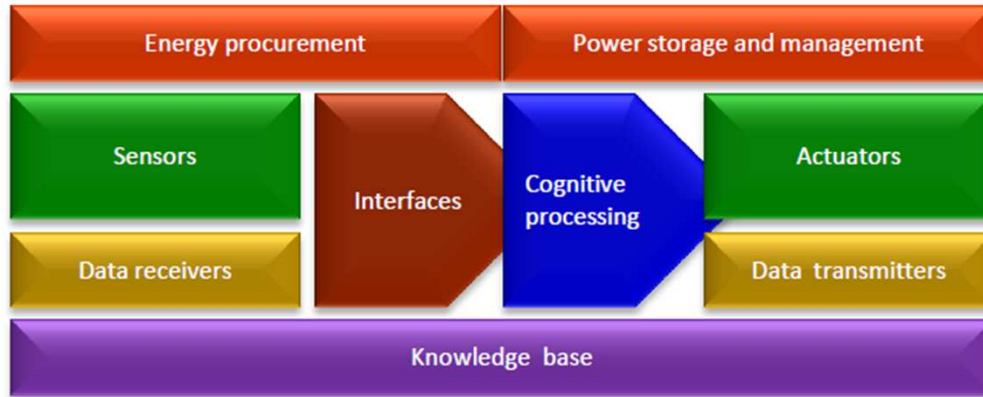 Energy procurement
Power storage and management
Sensors
Interfaces
Cognitive
processing
Actuators
Data receivers
Data transmitters
Knowledge base